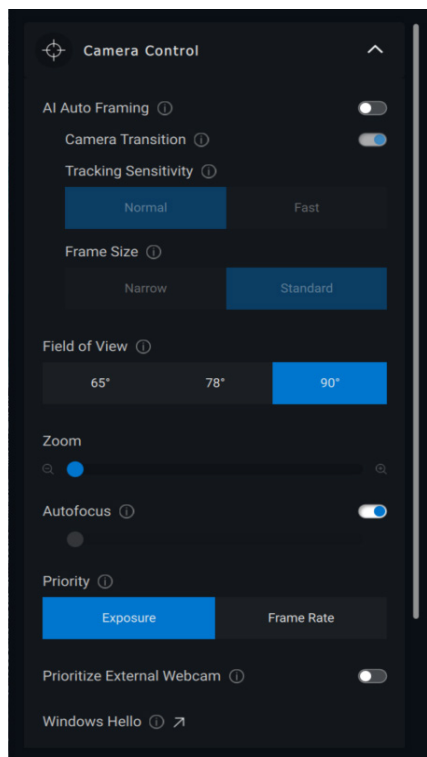 Camera Control
AI Auto Framing
Camera Transition
Tracking Sensitivity
Normal Fast
Frame Size
Narrow Standard
Field of View
65° 78° 90°
Zoom
Autofocus
Priority
Exposure Frame Rate
Prioritize External Webcam
Windows Hello